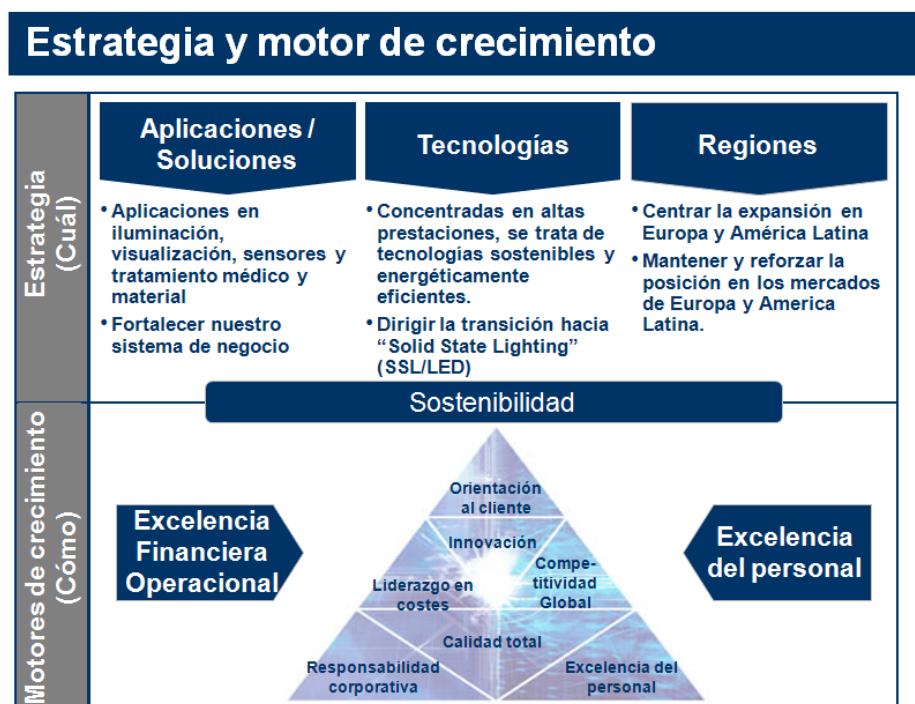 Estrategia y motor de crecimiento
Estrategia
(Cuál)
Aplicaciones /
Soluciones
• Aplicaciones en
iluminación,
visualización, sensores y
tratamiento médico y
material
• Fortalecer nuestro
sistema de negocio
Tecnologías
• Concentradas en altas
prestaciones, se trata de
tecnologías sostenibles y
energéticamente
eficientes.
• Dirigir la transición hacia
“Solid State Lighting”
(SSL/LED)
Regiones
• Centrar la expansión en
Europa y América Latina
• Mantener y reforzar la
posición en los mercados
de Europa y America
Latina.
Sostenibilidad
Motores de crecimiento
(Cómo)
Excelencia
Financiera
Operacional
Orientación
al cliente
Innovación
Liderazgo en
costes
Compe-
titividad
Global
Calidad total
Responsabilidad
corporativa
Excelencia del
personal
Excelencia
del personal